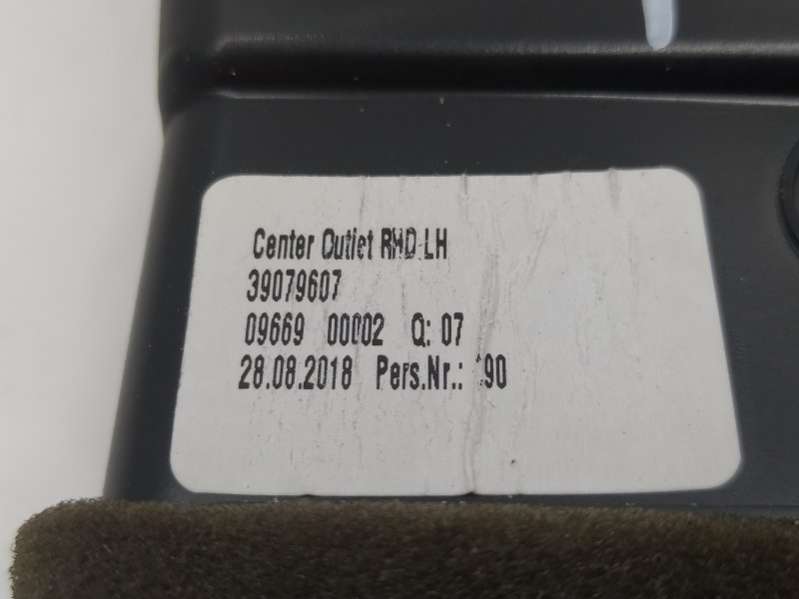 Center Outlet RHD LH
39079607
09669 00002 Q: 07
28.08.2018 Pers.Nr.: